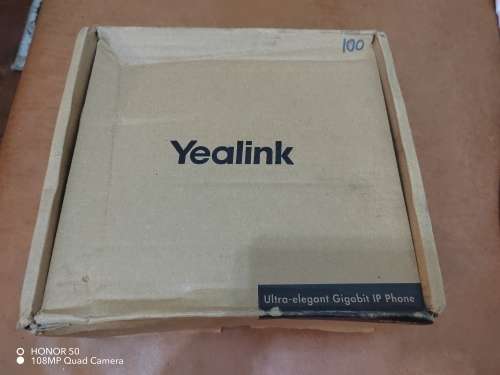 100
Yealink
Ultra-elegant Gigabit IP Phone
HONOR 50
108MP Quad Camera